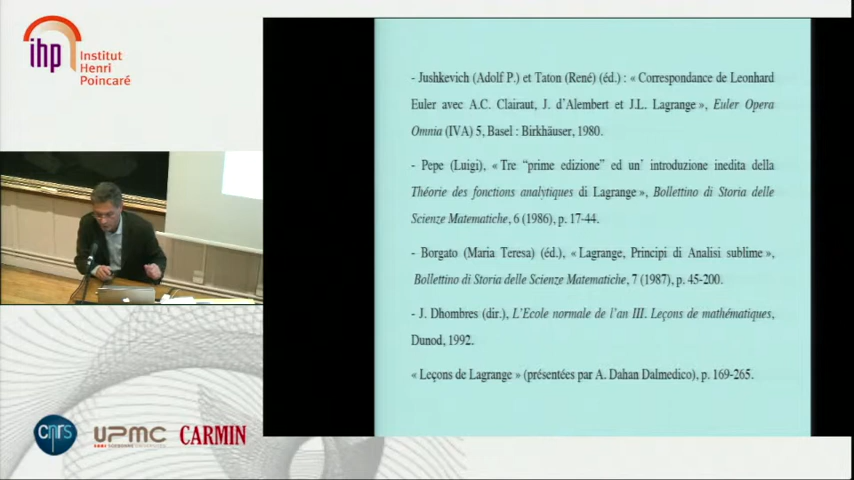 ihp
Institut
Henri
Poincaré
- Jushkevich (Adolf P.) et Taton (René) (éd.) : « Correspondance de Leonhard
Euler avec A.C. Clairaut, J. d'Alembert et J.L. Lagrange », Euler Opera
Omnia (IVA) 5, Basel : Birkhäuser, 1980.
- Pepe (Luigi), « Tre “prime edizione” ed un' introduzione inedita della
Théorie des fonctions analytiques di Lagrange », Bollettino di Storia delle
Scienze Matematiche, 6 (1986), p. 17-44.
- Borgato (Maria Teresa) (éd.), « Lagrange, Principi di Analisi sublime »,
Bollettino di Storia delle Scienze Matematiche, 7 (1987), p. 45-200.
- J. Dhombres (dir.), L'Ecole normale de l'an III. Leçons de mathématiques,
Dunod, 1992.
« Leçons de Lagrange » (présentées par A. Dahan Dalmedico), p. 169-265.
cnrs
UPMC
CARMIN